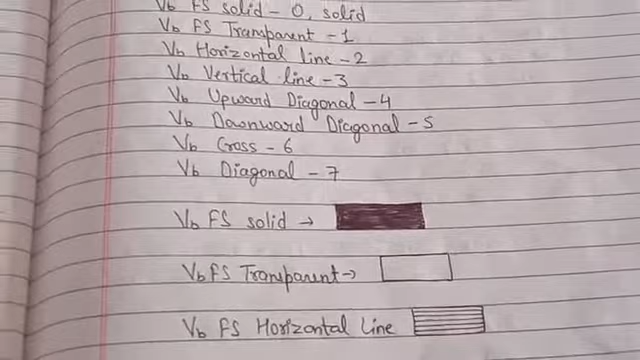 Vb FS solid - 0, solid
Vb FS Transparent - 1
Vb Horizontal line - 2
Vb Vertical line - 3
Vb Upward Diagonal - 4
Vb Downward Diagonal - 5
Vb Cross - 6
Vb Diagonal - 7
Vb FS solid →
Vb FS Transparent →
Vb FS Horizontal Line